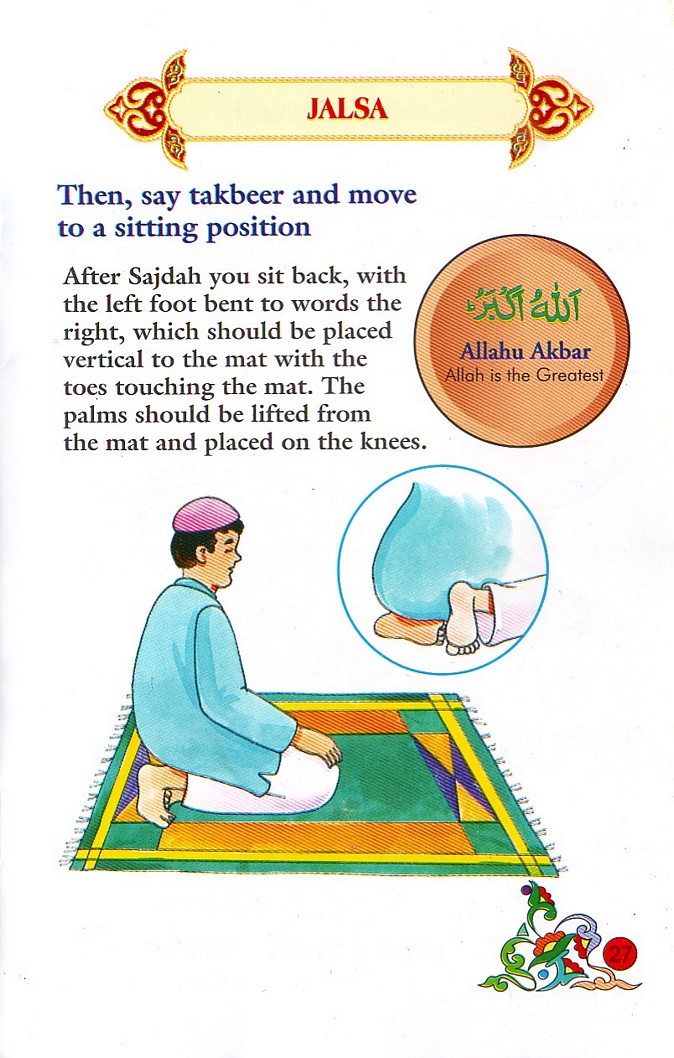 JALSA
Then, say takbeer and move
to a sitting position
After Sajdah you sit back, with
the left foot bent to words the
right, which should be placed
vertical to the mat with the
toes touching the mat. The
palms should be lifted from
the mat and placed on the knees.
اَللّٰهُ اَكْبَرُ ط
Allahu Akbar
Allah is the Greatest
27